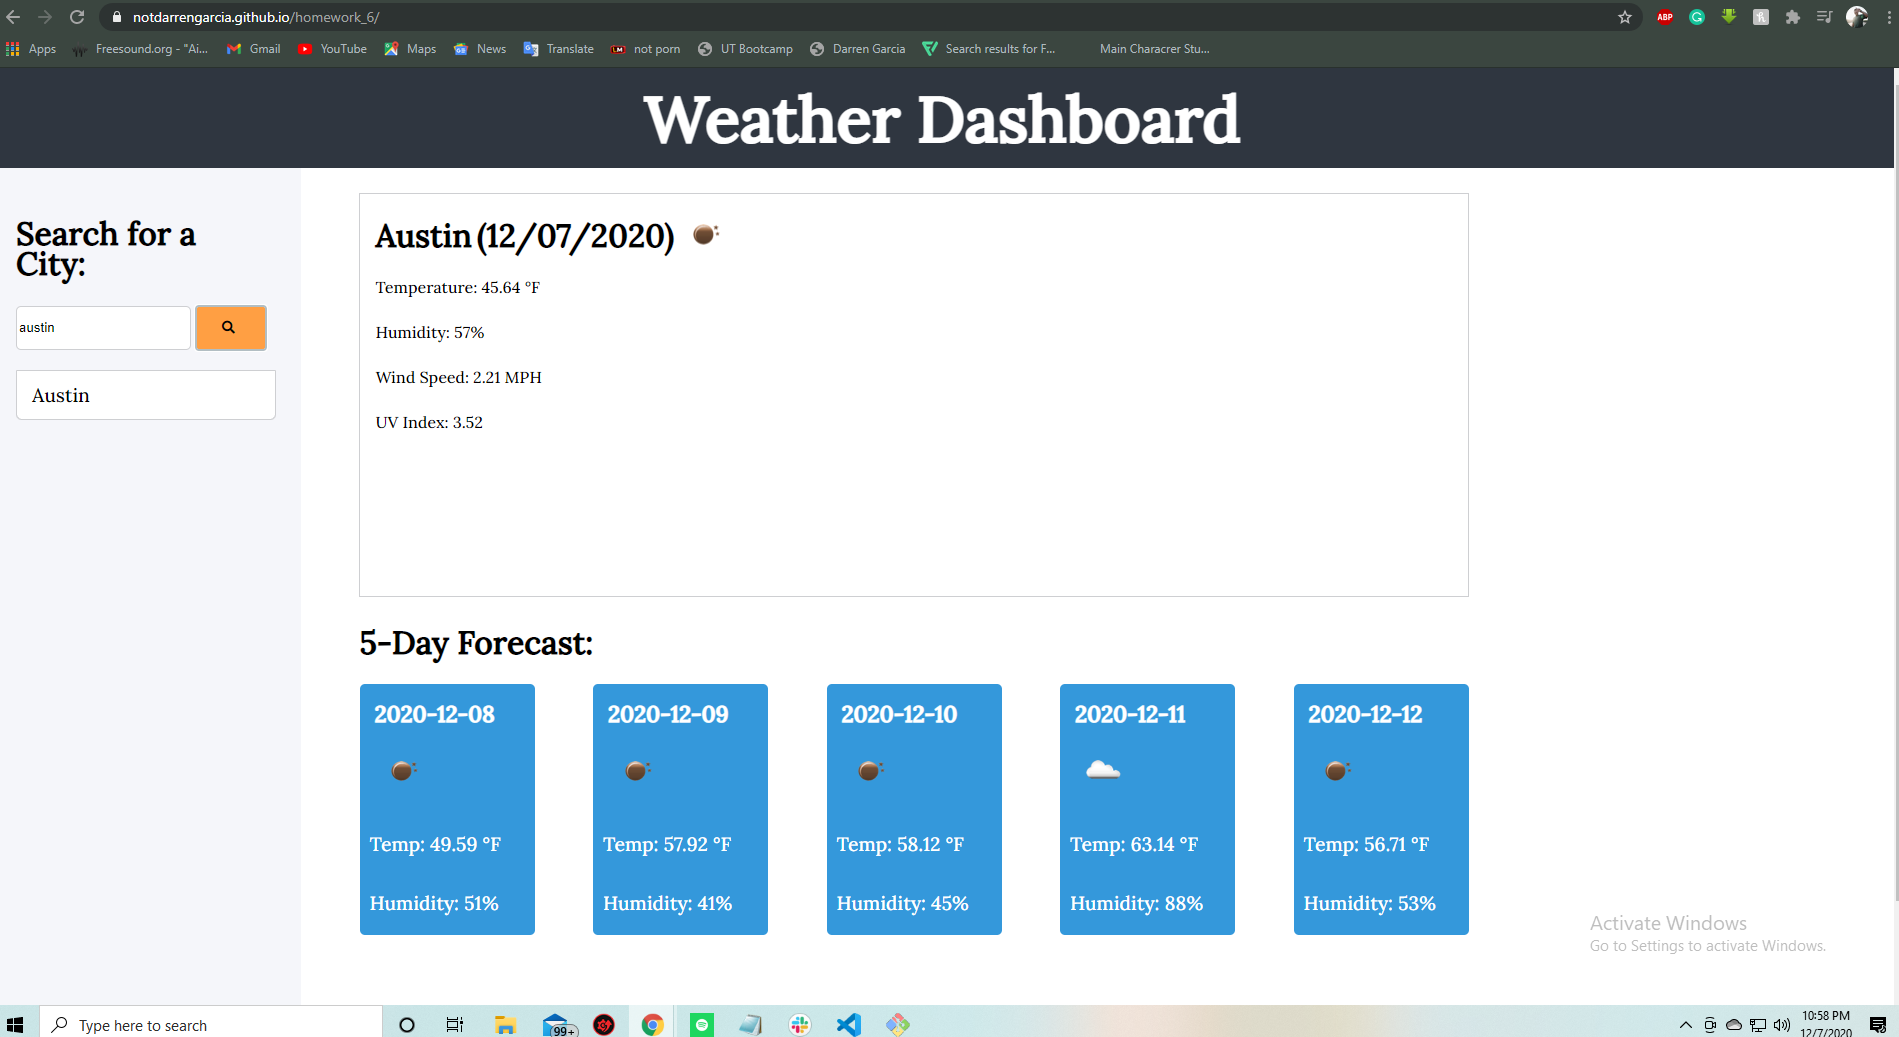 notdarrengarcia.github.io/homework_6/
ABP
Apps
Freesound.org - "Ai...
Gmail
YouTube
Maps
News
Translate
LM not porn
UT Bootcamp
Darren Garcia
Search results for F...
Main Characrer Stu...
Weather Dashboard
Search for a
City:
austin
Austin
Austin (12/07/2020)
Temperature: 45.64 °F
Humidity: 57%
Wind Speed: 2.21 MPH
UV Index: 3.52
5-Day Forecast:
2020-12-08
Temp: 49.59 °F
Humidity: 51%
2020-12-09
Temp: 57.92 °F
Humidity: 41%
2020-12-10
Temp: 58.12 °F
Humidity: 45%
2020-12-11
Temp: 63.14 °F
Humidity: 88%
2020-12-12
Temp: 56.71 °F
Humidity: 53%
Activate Windows
Go to Settings to activate Windows.
Type here to search
99+
10:58 PM
12/7/2020